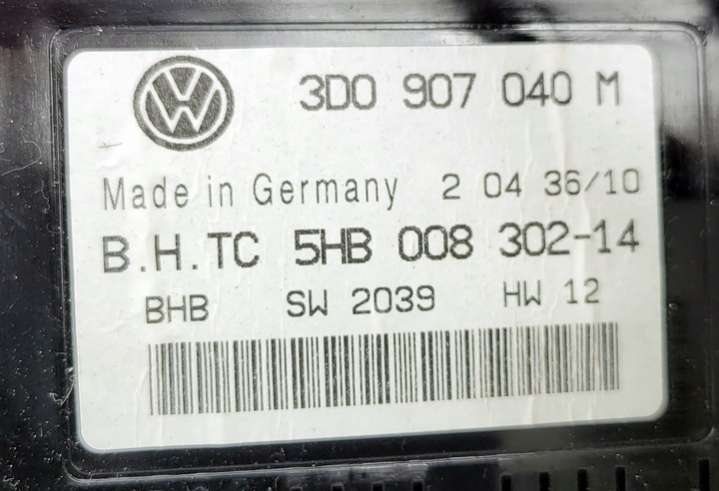 3D0 907 040 M
Made in Germany 2 04 36/10
B.H.TC 5HB 008 302-14
BHB SW 2039 HW 12